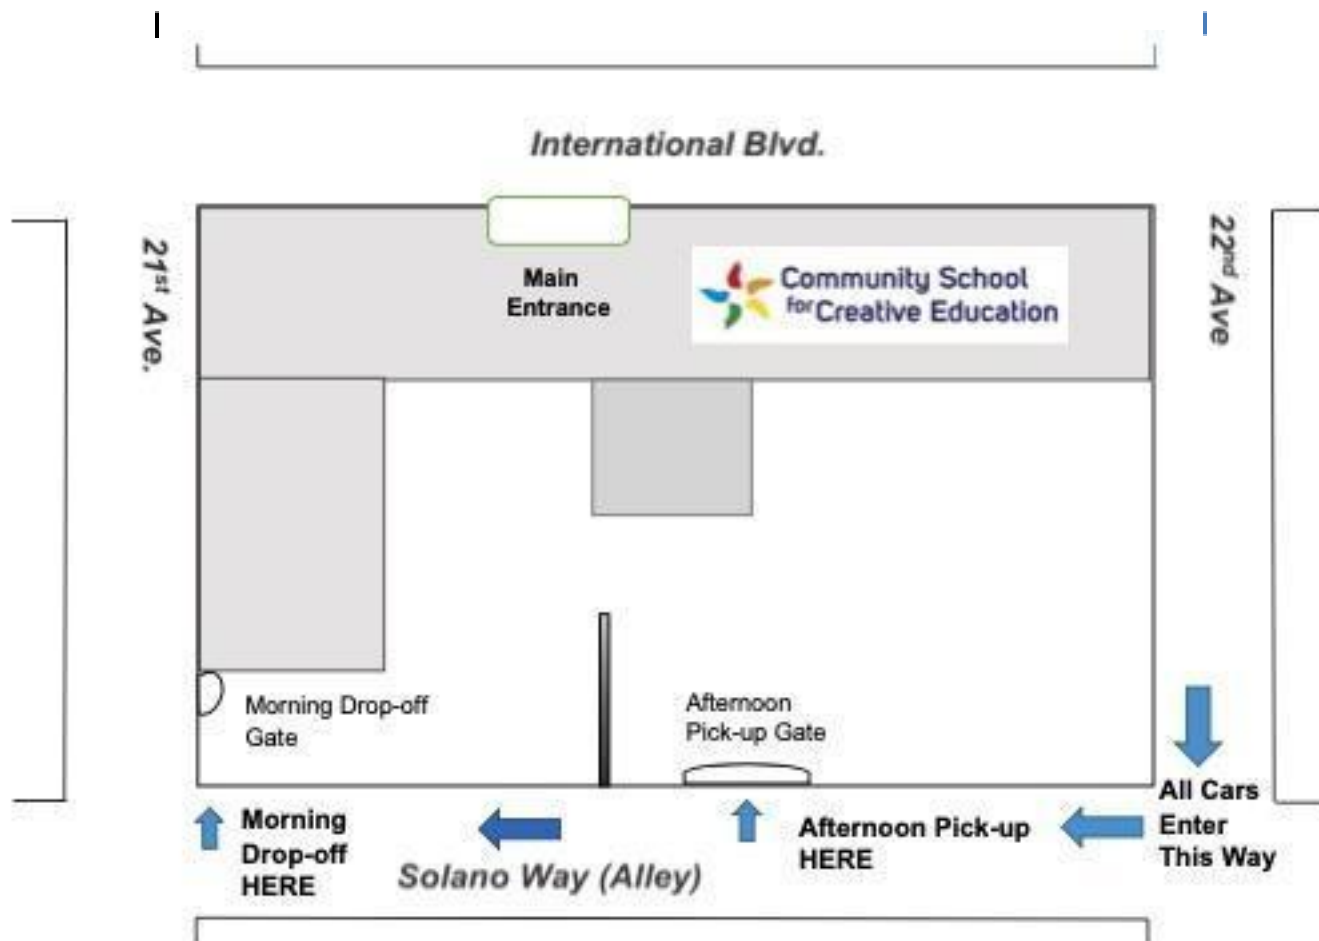 International Blvd.
21st Ave.
22nd Ave
Main
Entrance
Community School
for Creative Education
Morning Drop-off
Gate
Afternoon
Pick-up Gate
All Cars
Enter
This Way
Morning
Drop-off
HERE
Afternoon Pick-up
HERE
Solano Way (Alley)